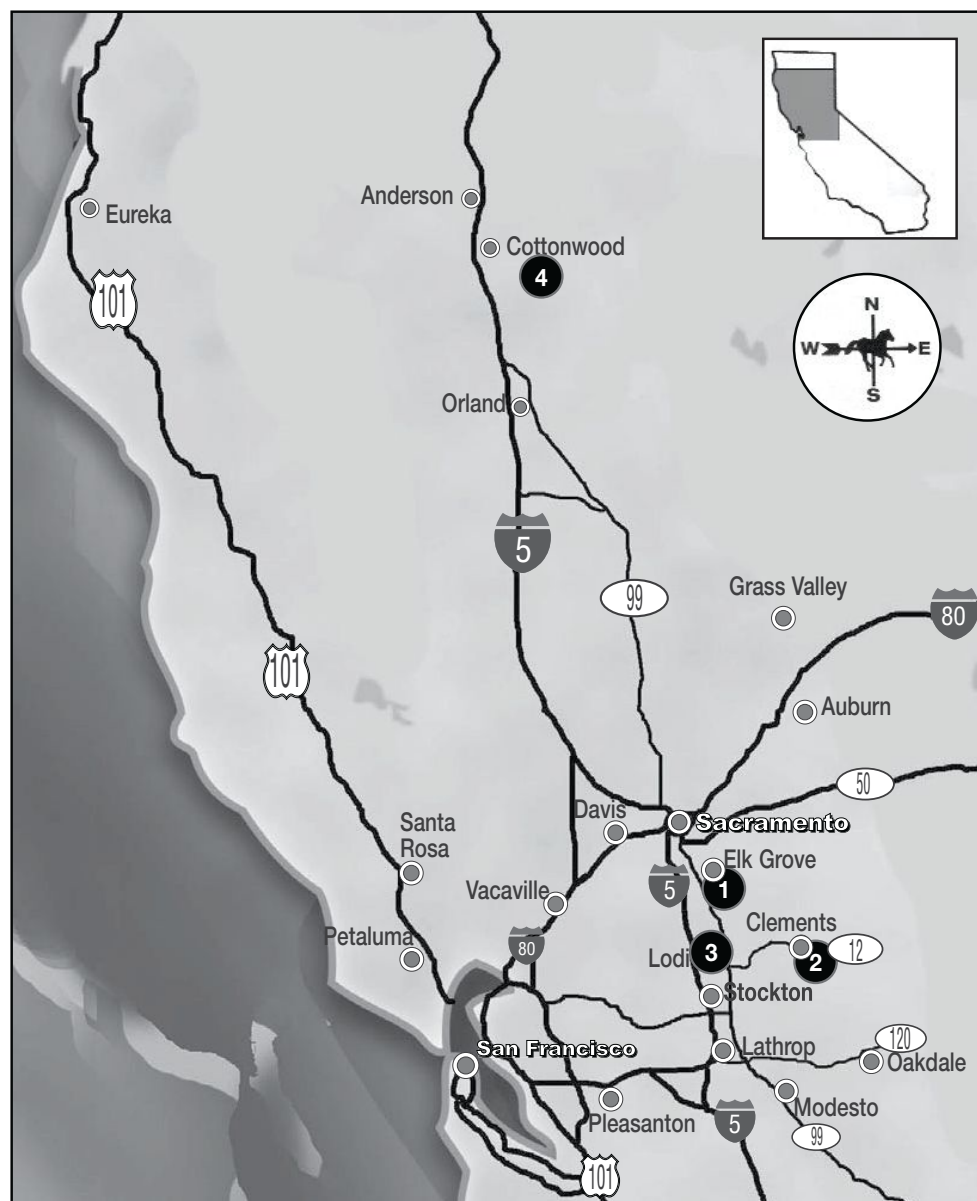 Eureka
Anderson
Cottonwood
4
101
N
W E
S
Orland
5
99
Grass Valley
80
101
Auburn
50
Davis
Sacramento
Santa
Rosa
Elk Grove
5
1
Vacaville
Clements
Petaluma
80
Lodi
3
2
12
Stockton
San Francisco
Lathrop
120
Oakdale
Pleasanton
Modesto
5
99
101